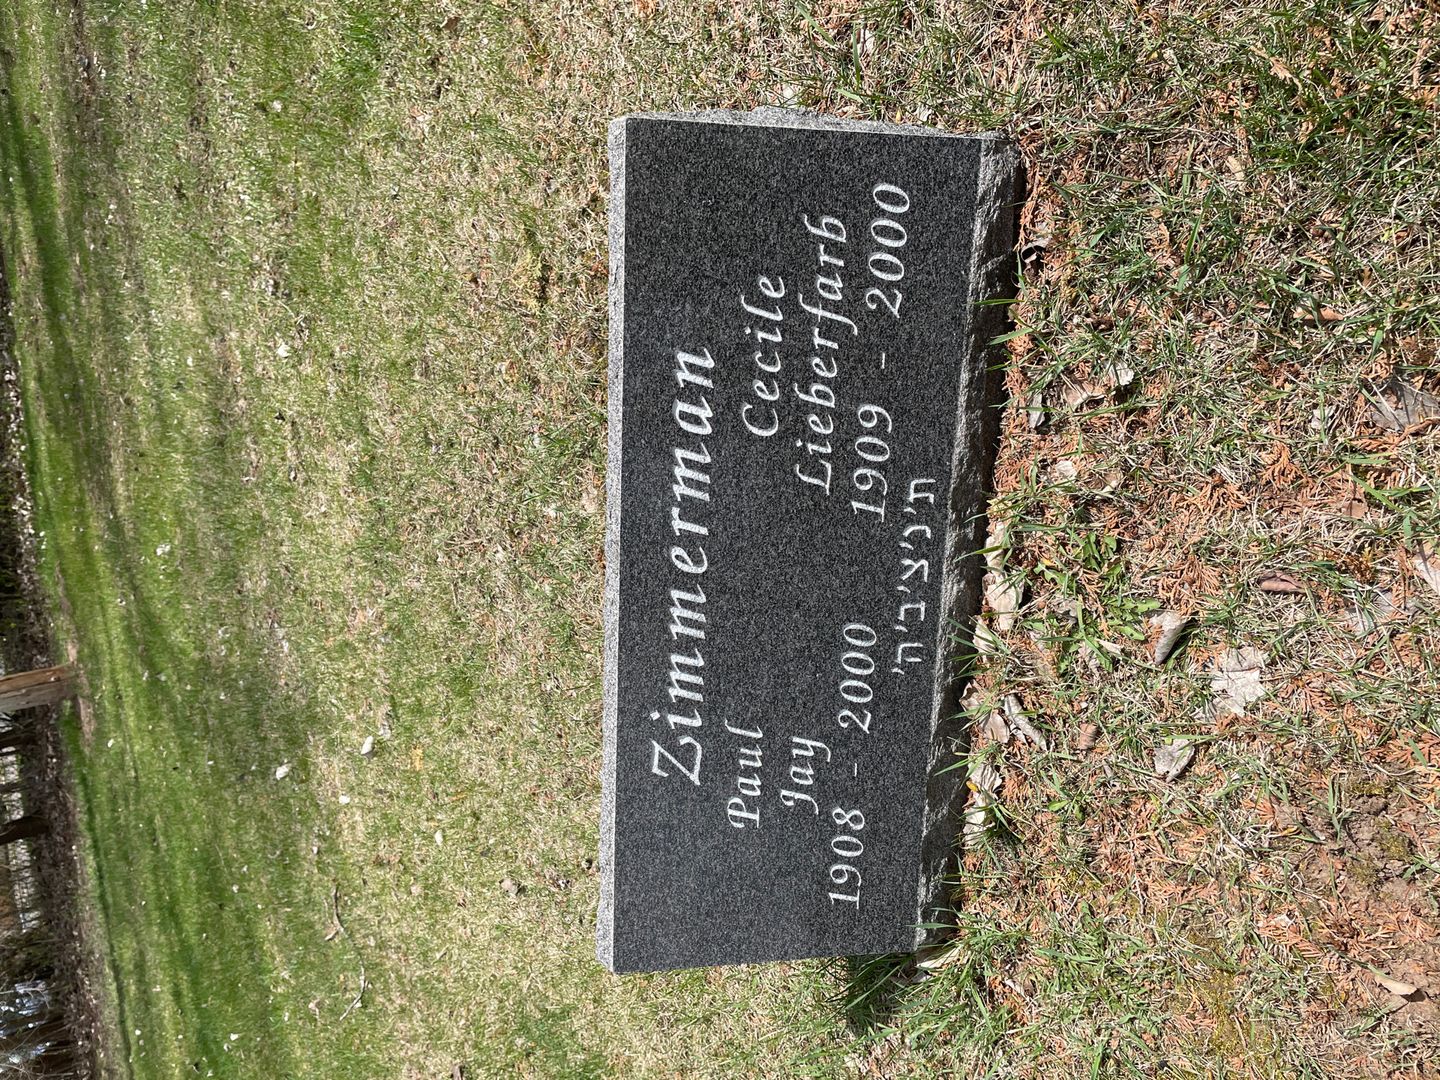 Zimmerman
Paul
Jay
1908 - 2000
Cecile
Lieberfarb
1909 - 2000
ת'נ'צ'ב'ה'